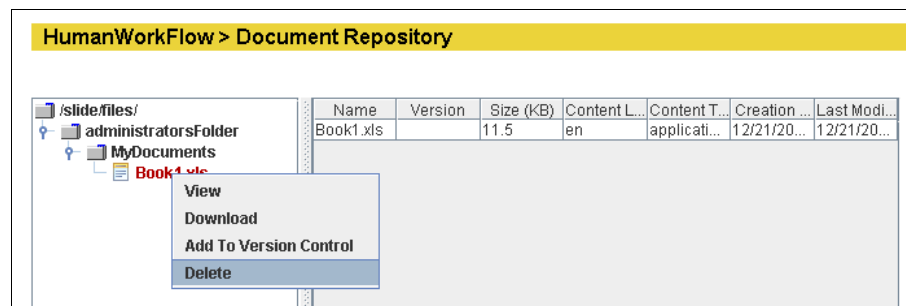 HumanWorkFlow > Document Repository
/slide/files/
administratorsFolder
MyDocuments
Book1.xls
View
Download
Add To Version Control
Delete
Name Version Size (KB) Content L... Content T... Creation ... Last Modi...
Book1.xls 11.5 en applicati... 12/21/20... 12/21/20...